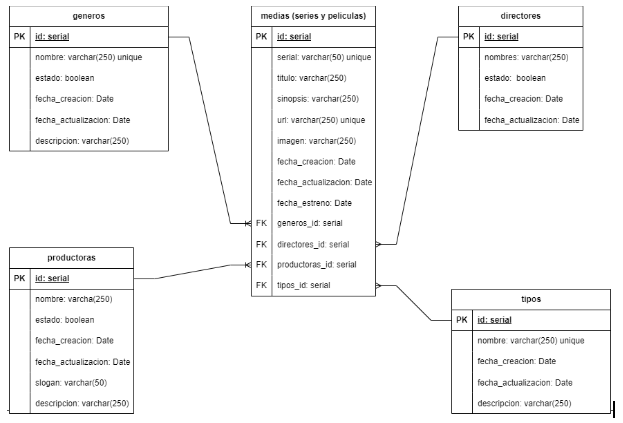 generos
PK id: serial
nombre: varchar(250) unique
estado: boolean
fecha_creacion: Date
fecha_actualizacion: Date
descripcion: varchar(250)
medias (series y peliculas)
PK id: serial
serial: varchar(50) unique
titulo: varchar(250)
sinopsis: varchar(250)
url: varchar(250) unique
imagen: varchar(250)
fecha_creacion: Date
fecha_actualizacion: Date
fecha_estreno: Date
FK generos_id: serial
FK directores_id: serial
FK productoras_id: serial
FK tipos_id: serial
directores
PK id: serial
nombres: varchar(250)
estado: boolean
fecha_creacion: Date
fecha_actualizacion: Date
productoras
PK id: serial
nombre: varcha(250)
estado: boolean
fecha_creacion: Date
fecha_actualizacion: Date
slogan: varchar(50)
descripcion: varchar(250)
tipos
PK id: serial
nombre: varchar(250) unique
fecha_creacion: Date
fecha_actualizacion: Date
descripcion: varchar(250)